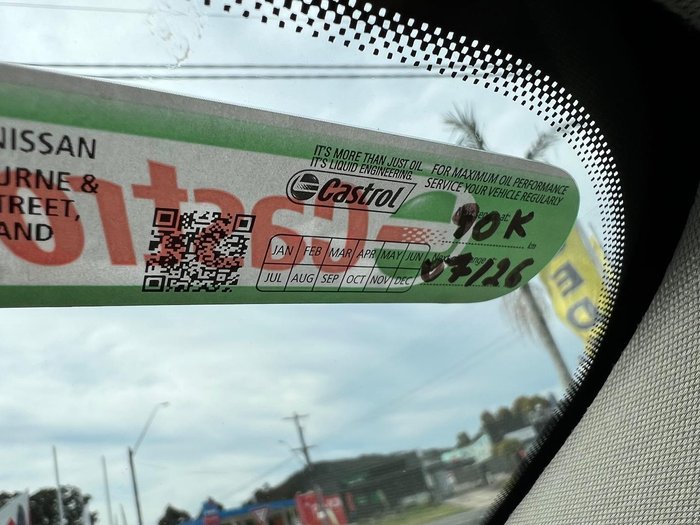 NISSAN
URNE &
TREET,
AND
IT'S MORE THAN JUST OIL.
IT'S LIQUID ENGINEERING.
Castrol
FOR MAXIMUM OIL PERFORMANCE
SERVICE YOUR VEHICLE REGULARLY
90K
km
JAN FEB MAR APR MAY JUN
JUL AUG SEP OCT NOV DEC
07/26